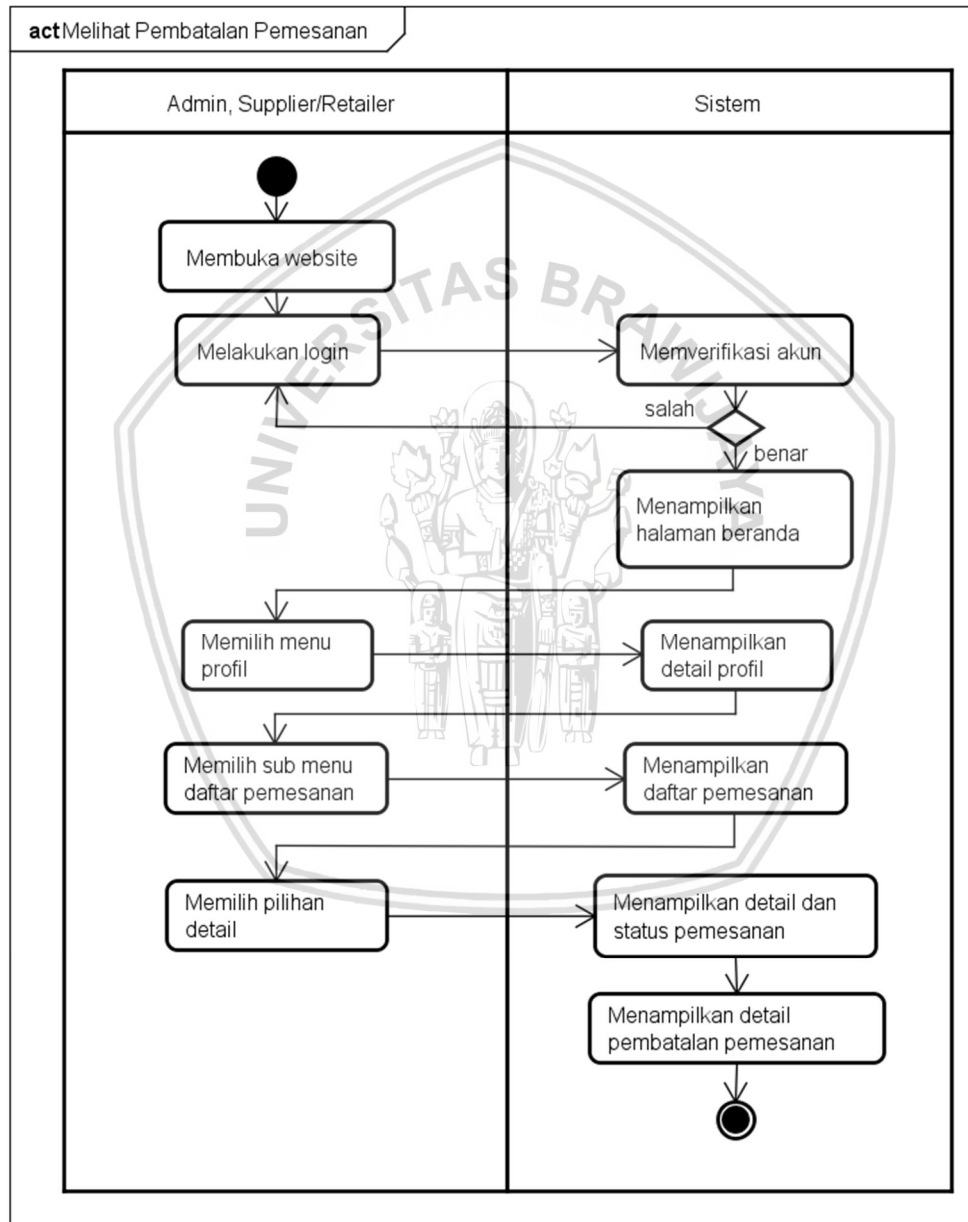 act Melihat Pembatalan Pemesanan
Admin, Supplier/Retailer
Sistem
Membuka website
Melakukan login
Memverifikasi akun
salah
benar
Menampilkan
halaman beranda
Memilih menu
profil
Menampilkan
detail profil
Memilih sub menu
daftar pemesanan
Menampilkan
daftar pemesanan
Memilih pilihan
detail
Menampilkan detail dan
status pemesanan
Menampilkan detail
pembatalan pemesanan
UNIVERSITAS BRAWIJAYA